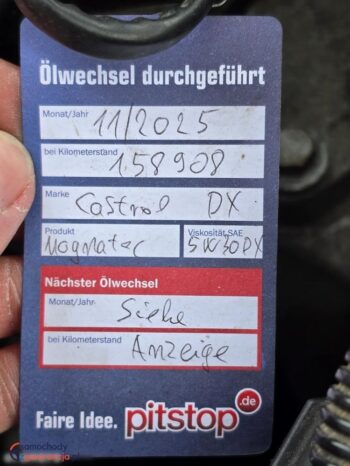 Ölwechsel durchgeführt
Monat/Jahr 11/2025
bei Kilometerstand 158908
Marke Castrol DX
Produkt Magnatec Viskosität SAE 5W30DX
Nächster Ölwechsel
Monat/Jahr Siehe
bei Kilometerstand Anzeige
Faire Idee. pitstop.de
samochody